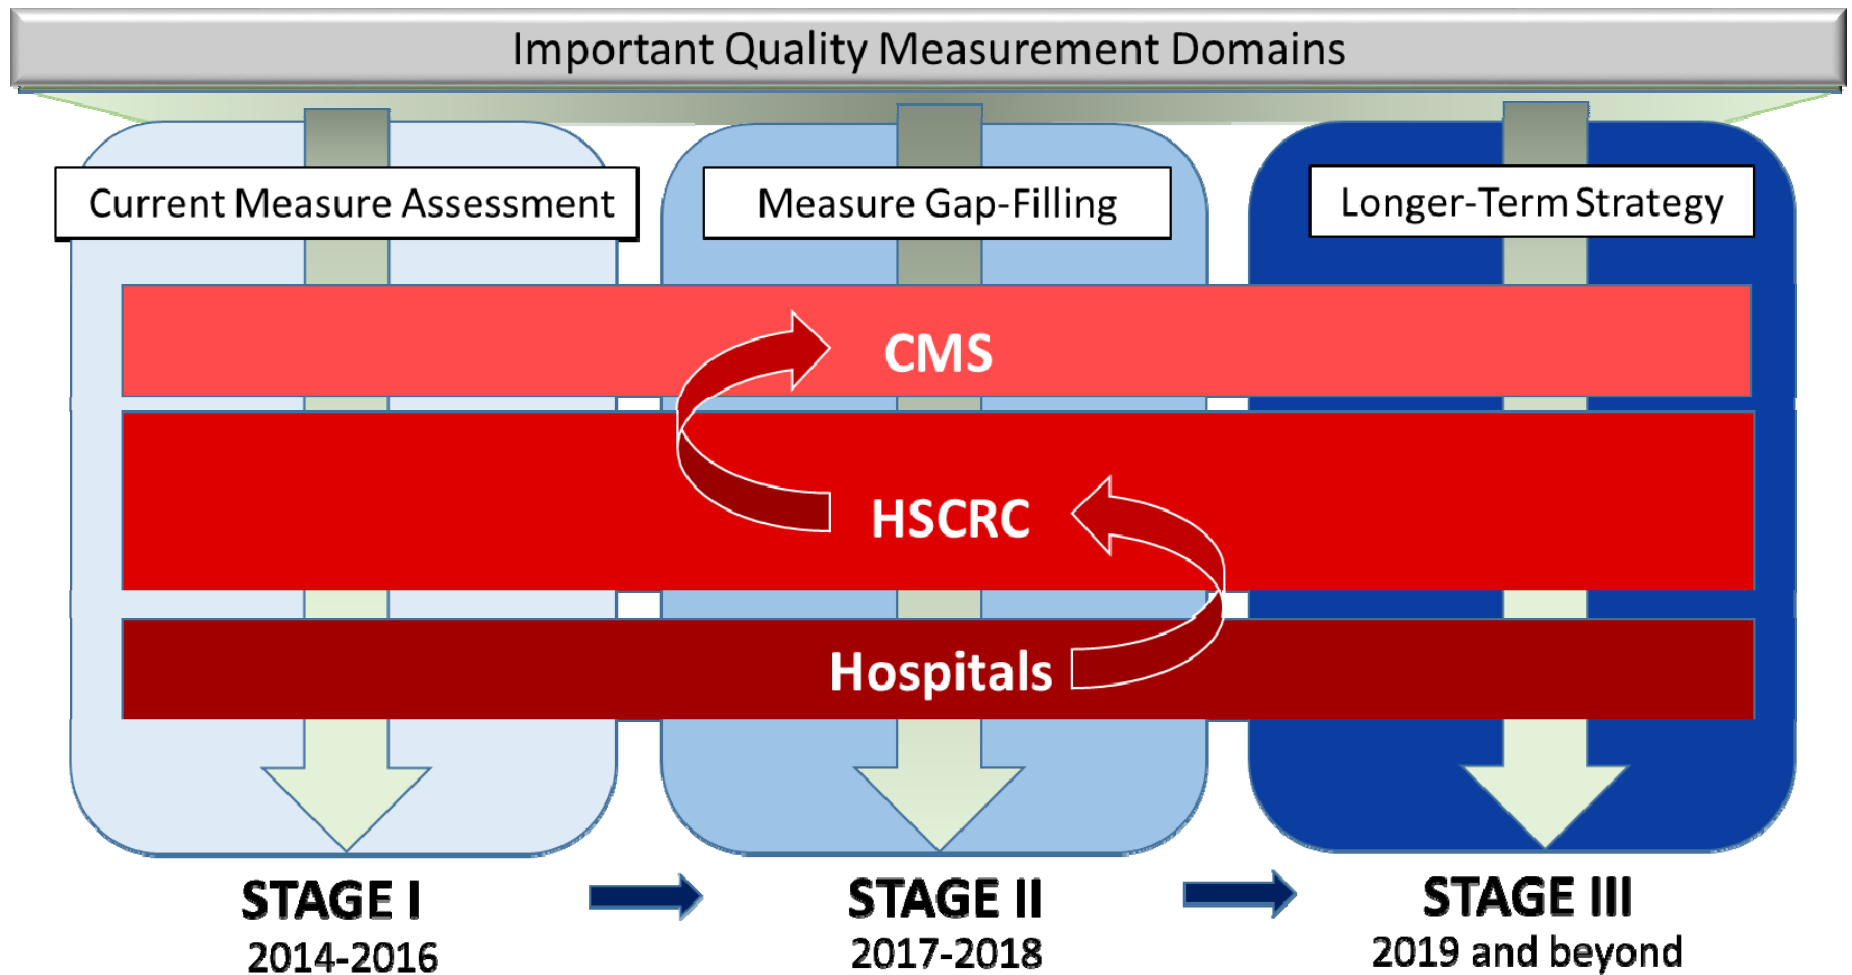 Important Quality Measurement Domains
Current Measure Assessment
Measure Gap-Filling
Longer-Term Strategy
CMS
HSCRC
Hospitals
STAGE I
2014-2016
STAGE II
2017-2018
STAGE III
2019 and beyond